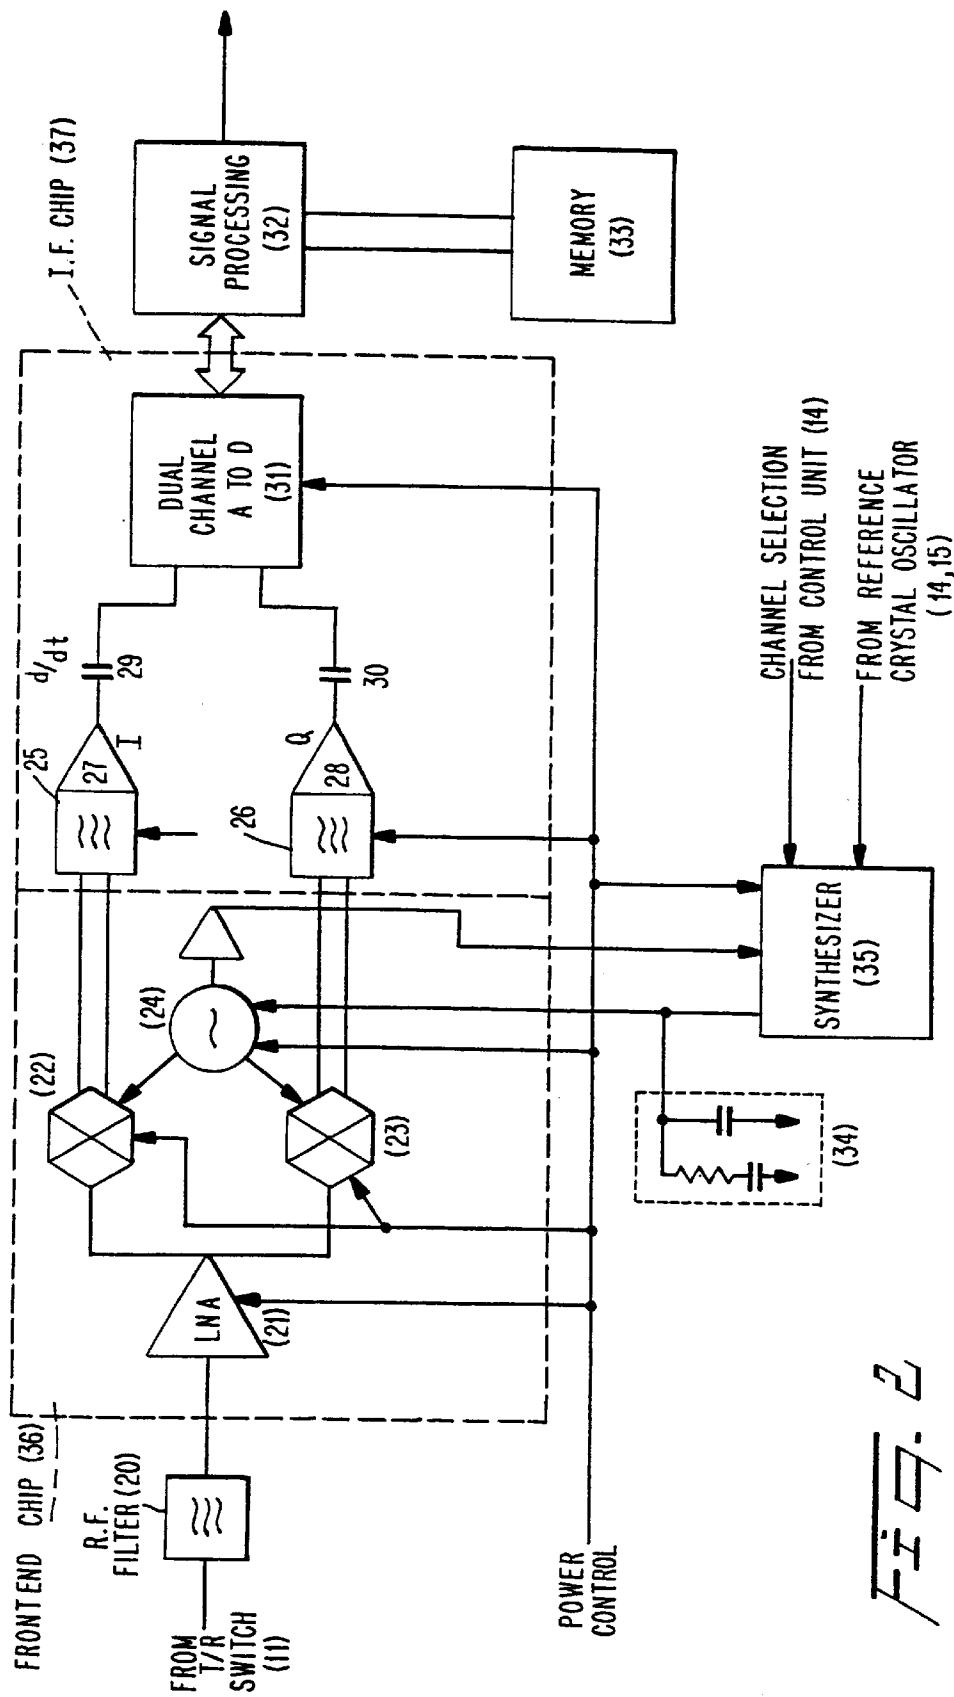 FRONT END CHIP (36)
I.F. CHIP (37)
FROM
T/R
SWITCH
(11)
R.F.
FILTER (20)
LNA
(21)
(22)
(23)
(24)
25
27
I
d/dt
29
26
28
Q
30
DUAL
CHANNEL
A TO D
(31)
SIGNAL
PROCESSING
(32)
MEMORY
(33)
POWER
CONTROL
(34)
SYNTHESIZER
(35)
CHANNEL SELECTION
FROM CONTROL UNIT (14)
FROM REFERENCE
CRYSTAL OSCILLATOR
(14,15)
FIG. 2